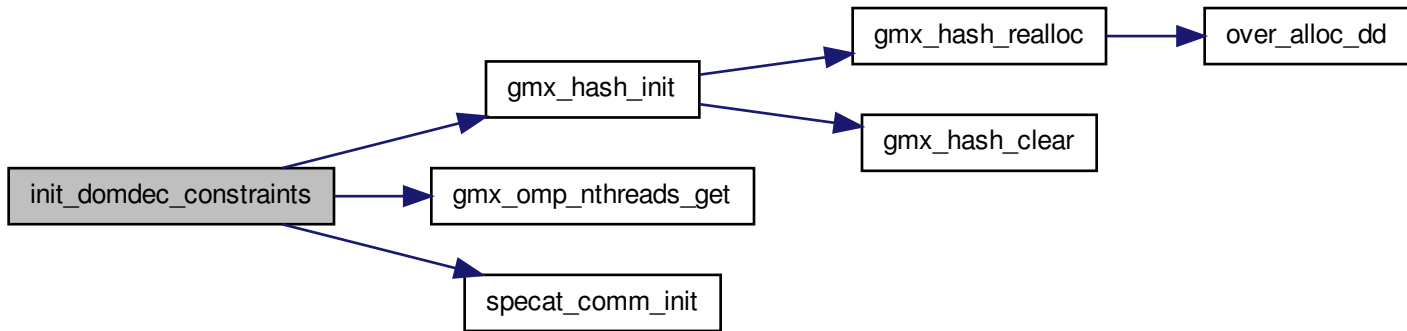 gmx_hash_realloc
over_alloc_dd
gmx_hash_init
gmx_hash_clear
init_domdec_constraints
gmx_omp_nthreads_get
specat_comm_init